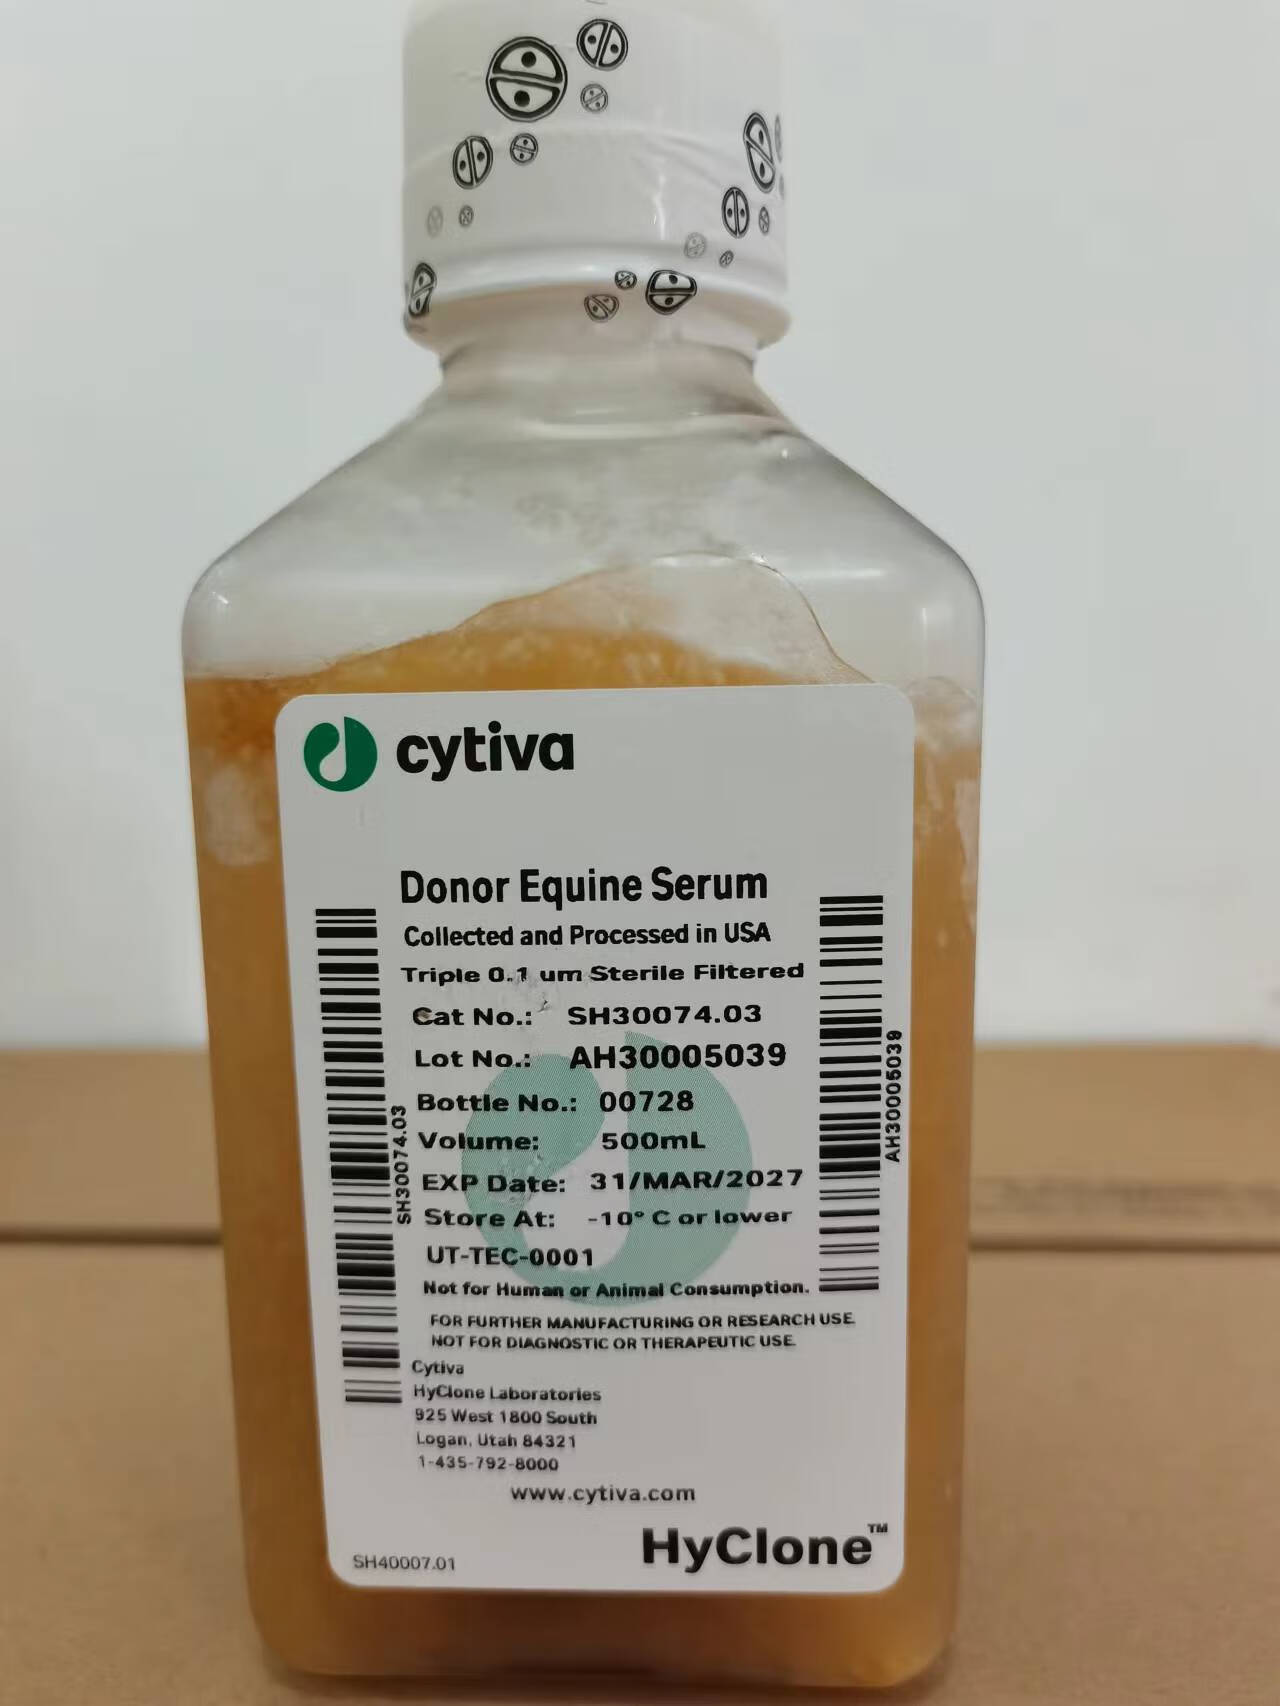 cytiva
Donor Equine Serum
Collected and Processed in USA
Triple 0.1 um Sterile Filtered
Cat No.: SH30074.03
Lot No.: AH30005039
Bottle No.: 00728
Volume: 500mL
EXP Date: 31/MAR/2027
Store At: -10° C or lower
UT-TEC-0001
Not for Human or Animal Consumption.
FOR FURTHER MANUFACTURING OR RESEARCH USE.
NOT FOR DIAGNOSTIC OR THERAPEUTIC USE.
Cytiva
HyClone Laboratories
925 West 1800 South
Logan, Utah 84321
1-435-792-8000
www.cytiva.com
HyClone™
SH40007.01
SH30074.03
AH30005039